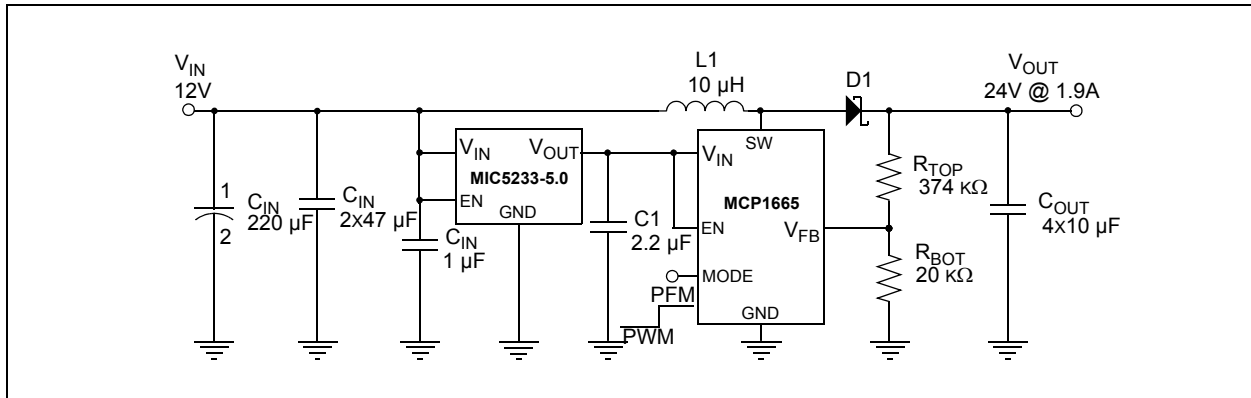 V_IN
12V
L1
10 µH
D1
V_OUT
24V @ 1.9A
V_IN
V_OUT
MIC5233-5.0
EN
GND
SW
V_IN
MCP1665
EN
V_FB
MODE
GND
PFM
PWM
1
2
C_IN
220 µF
C_IN
2x47 µF
C_IN
1 µF
C1
2.2 µF
R_TOP
374 KΩ
R_BOT
20 KΩ
C_OUT
4x10 µF